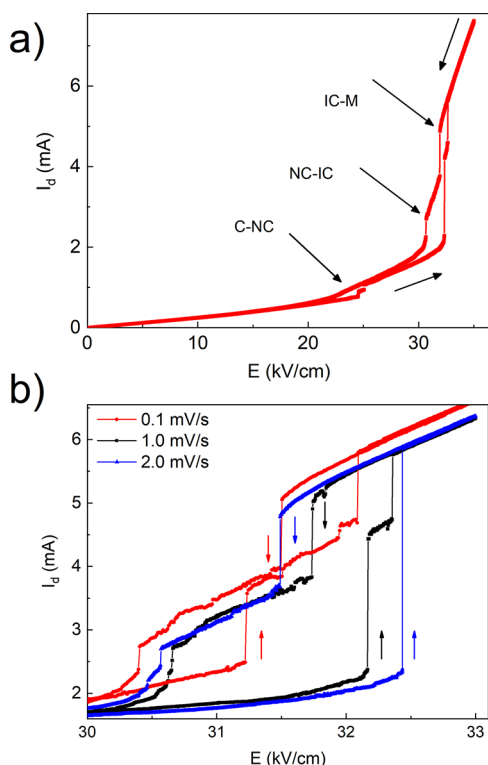 a)
8
6
4
2
0
I_d (mA)
IC-M
NC-IC
C-NC
0 10 20 30
E (kV/cm)
b)
0.1 mV/s
1.0 mV/s
2.0 mV/s
6
5
4
3
2
I_d (mA)
30 31 32 33
E (kV/cm)